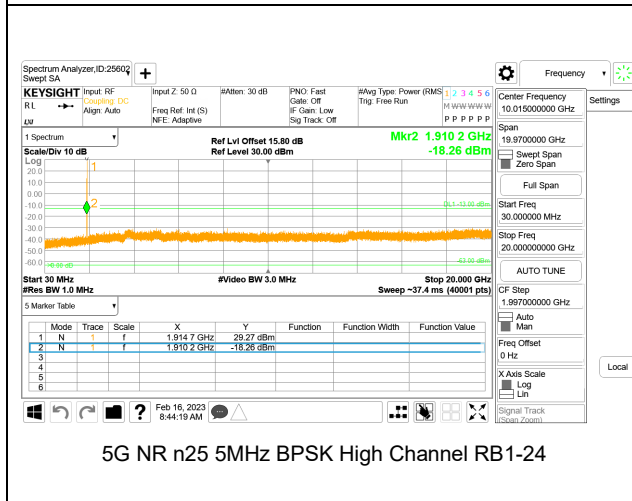 Spectrum Analyzer,ID:25602
Swept SA
+
Frequency
KEYSIGHT Input: RF Input Z: 50 Ω #Atten: 30 dB PNO: Fast #Avg Type: Power (RMS 1 2 3 4 5 6
RL Coupling: DC Gate: Off Trig: Free Run M W W W W W
Align: Auto Freq Ref: Int (S) IF Gain: Low
NFE: Adaptive Sig Track: Off P P P P P P
Center Frequency
10.015000000 GHz
Settings
1 Spectrum
Ref Lvl Offset 15.80 dB
Mkr2 1.910 2 GHz
Scale/Div 10 dB
Ref Level 30.00 dBm
-18.26 dBm
Span
19.9700000 GHz
Swept Span
Zero Span
Full Span
Log
1
20.0
10.0
0.00
-10.0
2
DL1 -13.00 dBm
-20.0
-30.0
-40.0
-50.0
-60.0
Start Freq
30.000000 MHz
Stop Freq
20.000000000 GHz
AUTO TUNE
Start 30 MHz
#Video BW 3.0 MHz
Stop 20.000 GHz
#Res BW 1.0 MHz
Sweep ~37.4 ms (40001 pts)
CF Step
1.997000000 GHz
Auto
Man
5 Marker Table
Mode Trace Scale X Y Function Function Width Function Value
1 N 1 f 1.914 7 GHz 29.27 dBm
2 N 1 f 1.910 2 GHz -18.26 dBm
3
4
5
6
Freq Offset
0 Hz
X Axis Scale
Log
Lin
Local
Signal Track
(Span Zoom)
?
Feb 16, 2023
8:44:19 AM
5G NR n25 5MHz BPSK High Channel RB1-24